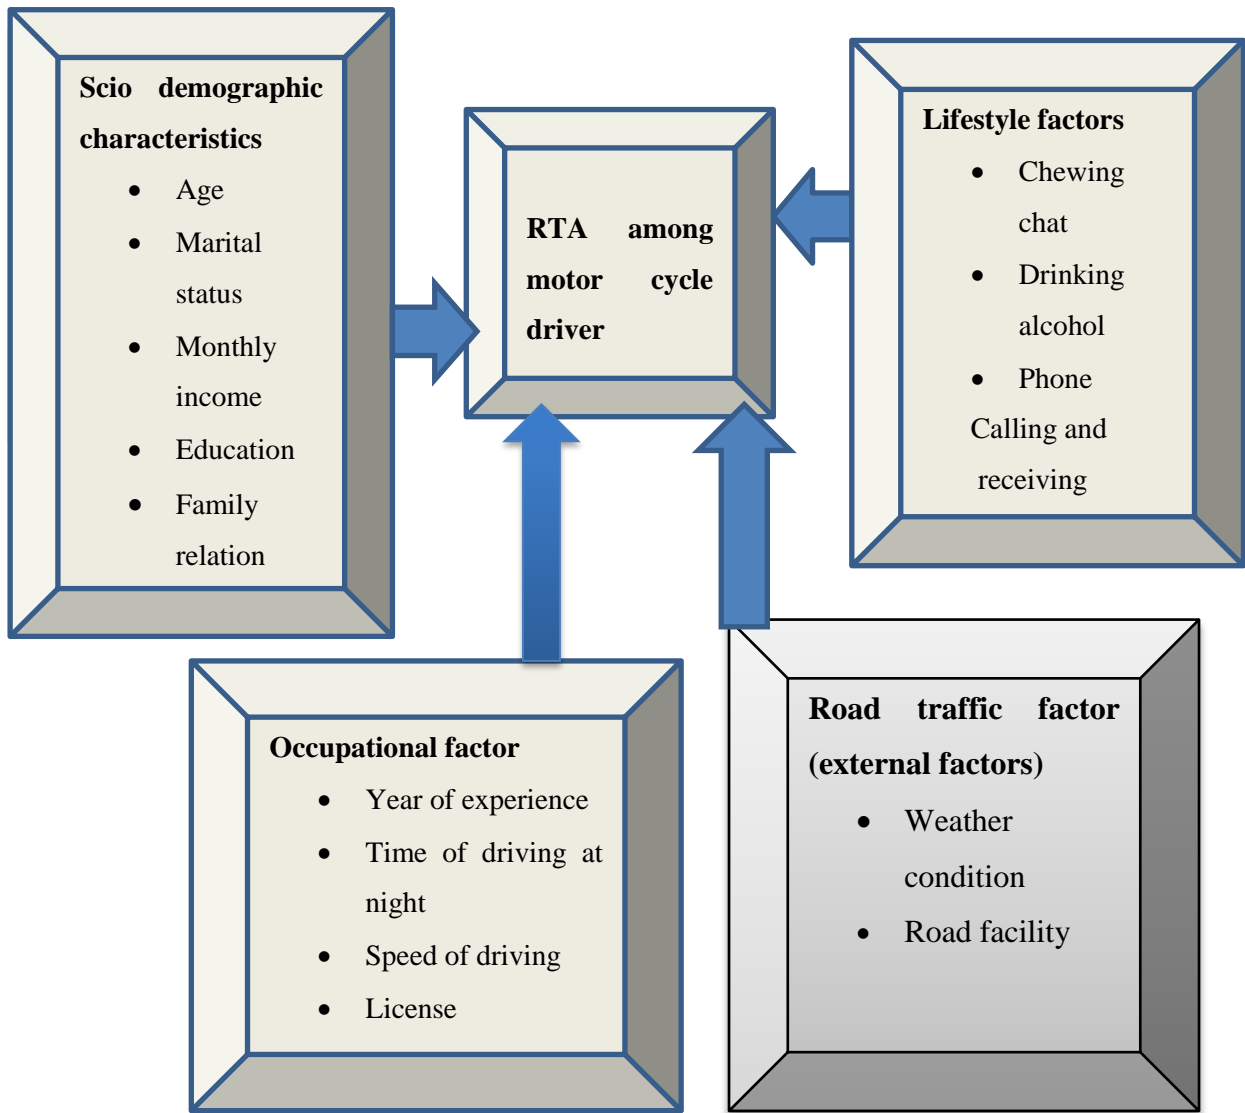 Scio demographic
characteristics
• Age
• Marital
status
• Monthly
income
• Education
• Family
relation
RTA among
motor cycle
driver
Lifestyle factors
• Chewing
chat
• Drinking
alcohol
• Phone
Calling and
receiving
Occupational factor
• Year of experience
• Time of driving at
night
• Speed of driving
• License
Road traffic factor
(external factors)
• Weather
condition
• Road facility